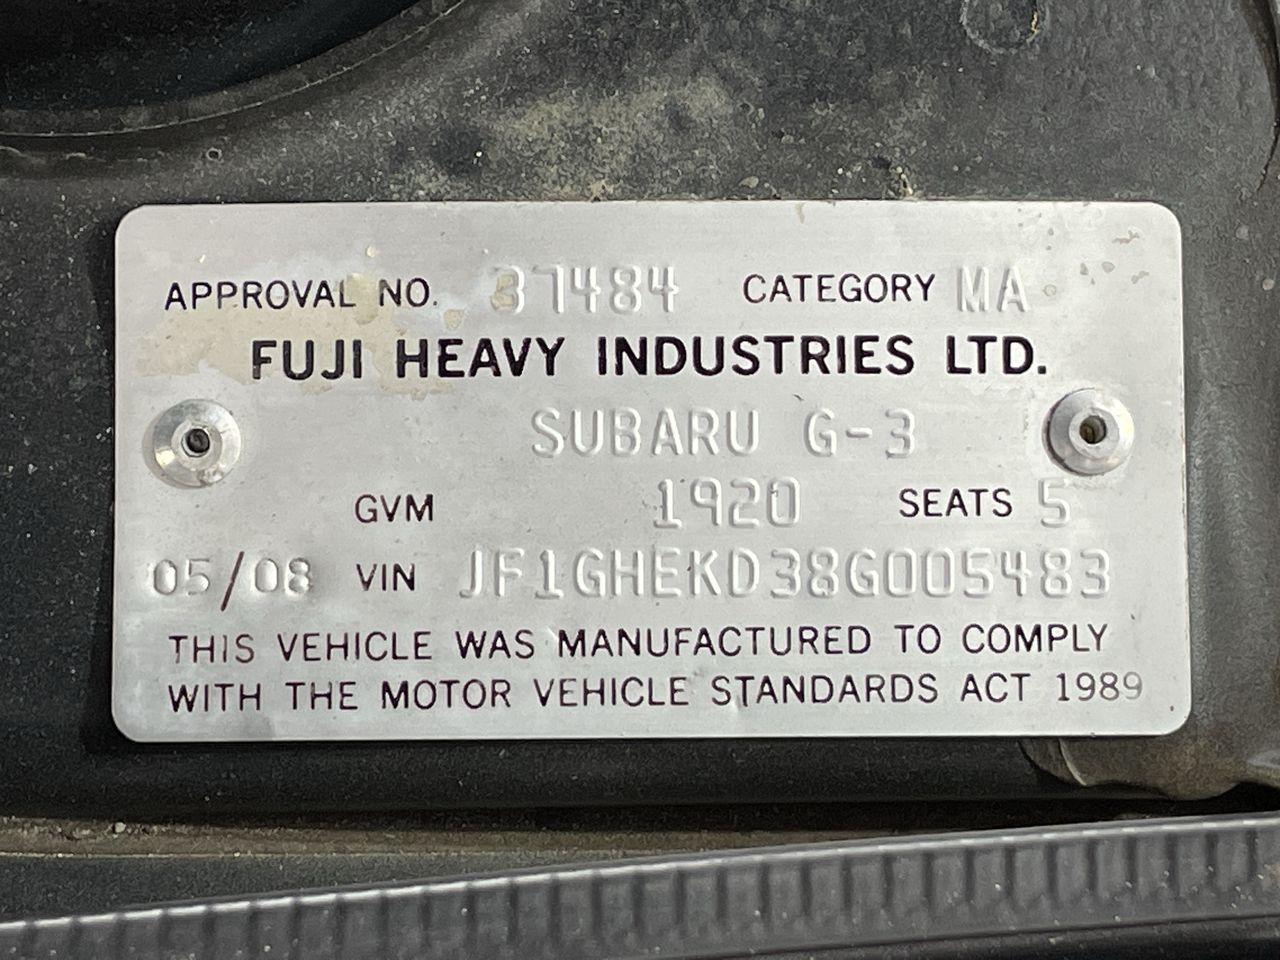 APPROVAL NO. 37484 CATEGORY MA
FUJI HEAVY INDUSTRIES LTD.
SUBARU G-3
GVM 1920 SEATS 5
05/08 VIN JF1GHEKD38G005483
THIS VEHICLE WAS MANUFACTURED TO COMPLY
WITH THE MOTOR VEHICLE STANDARDS ACT 1989